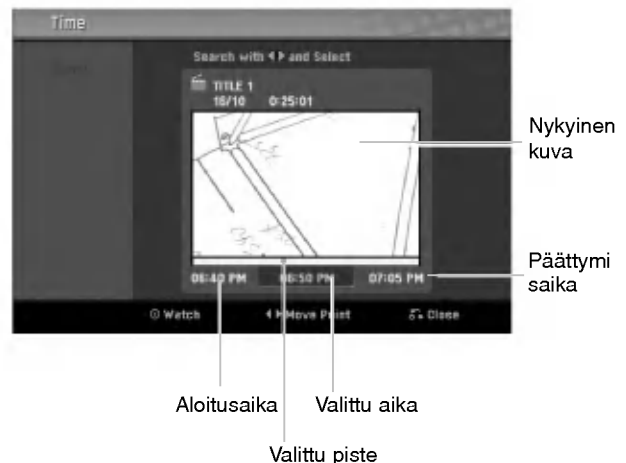 Time
Search with ◀▶ and Select
TITLE 1
16/10 0:25:01
06:40 PM 06:50 PM 07:05 PM
Watch ◀▶ Move Point Close
Nykyinen
kuva
Päättymi
saika
Aloitusaika Valittu aika
Valittu piste